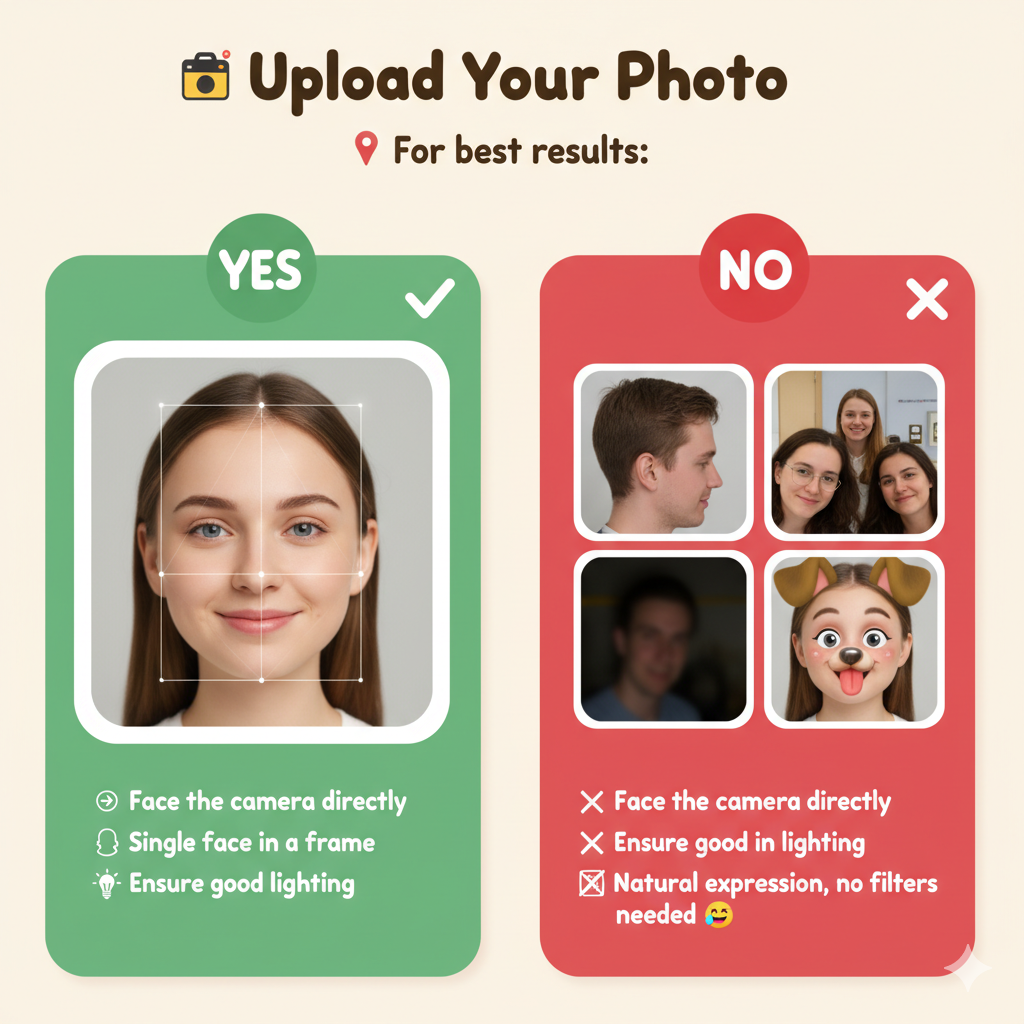 Upload Your Photo
For best results:
YES
NO
Face the camera directly
Single face in a frame
Ensure good lighting
Face the camera directly
Ensure good in lighting
Natural expression, no filters
needed 😅